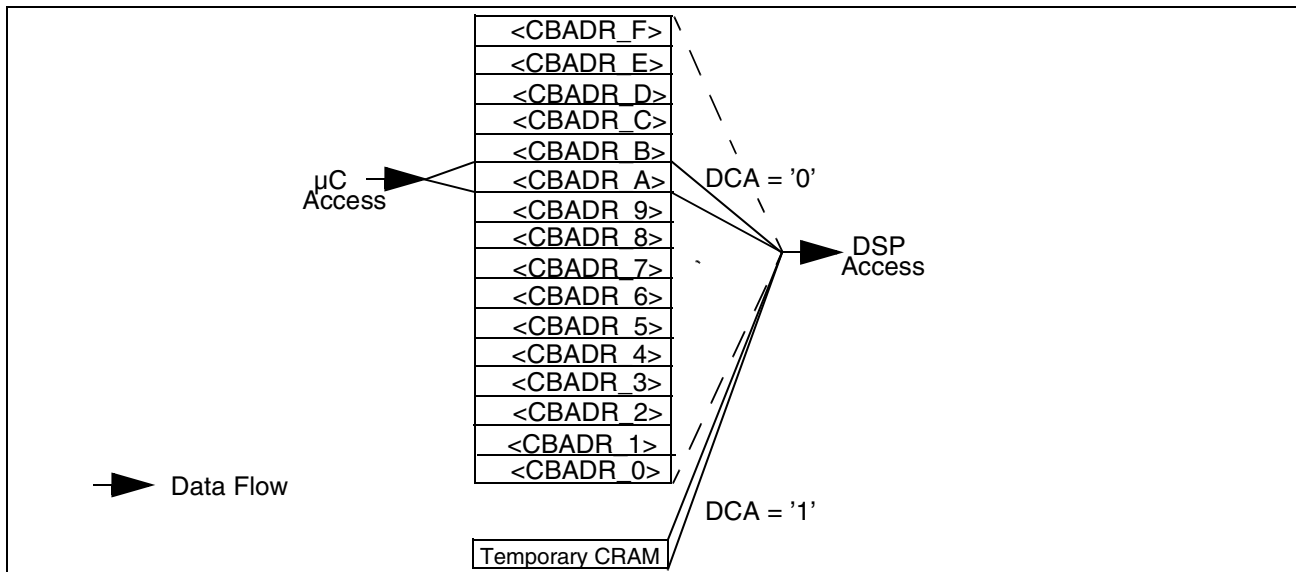 <CBADR_F>
<CBADR_E>
<CBADR_D>
<CBADR_C>
<CBADR_B>
<CBADR_A>
<CBADR_9>
<CBADR_8>
<CBADR_7>
<CBADR_6>
<CBADR_5>
<CBADR_4>
<CBADR_3>
<CBADR_2>
<CBADR_1>
<CBADR_0>
µC
Access
DCA = '0'
DSP
Access
Data Flow
DCA = '1'
Temporary CRAM